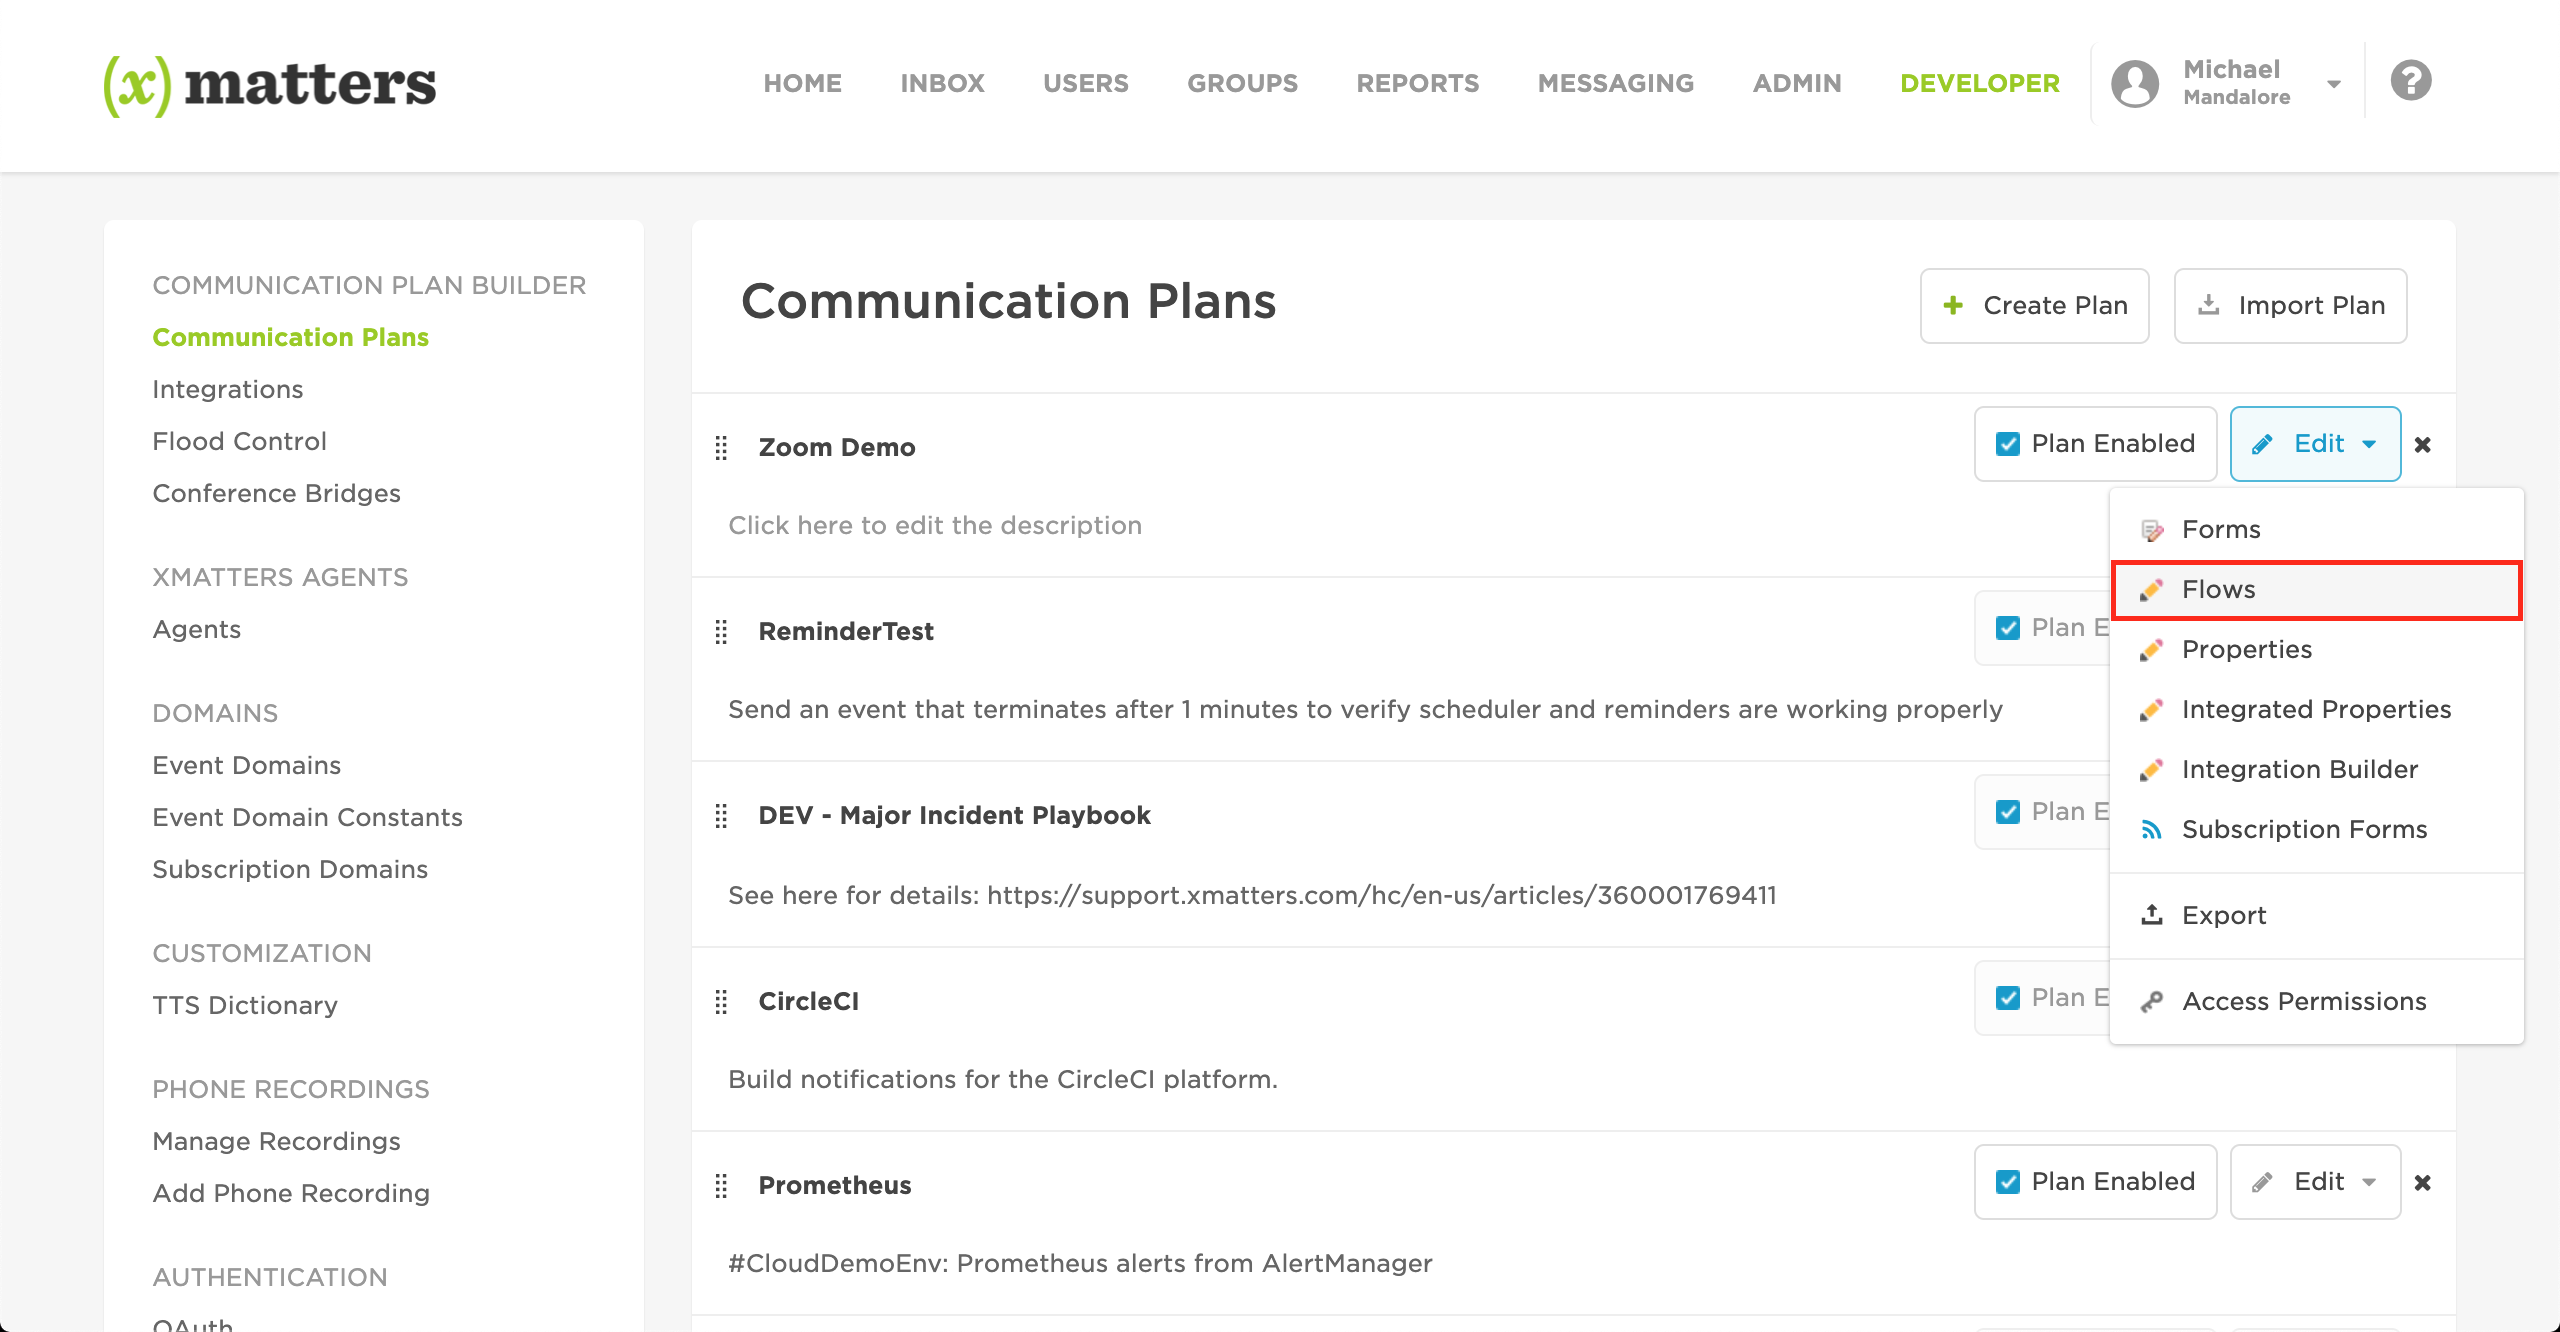 (x) matters
HOME INBOX USERS GROUPS REPORTS MESSAGING ADMIN DEVELOPER
Michael
Mandalore
?
COMMUNICATION PLAN BUILDER
Communication Plans
Integrations
Flood Control
Conference Bridges
XMATTERS AGENTS
Agents
DOMAINS
Event Domains
Event Domain Constants
Subscription Domains
CUSTOMIZATION
TTS Dictionary
PHONE RECORDINGS
Manage Recordings
Add Phone Recording
AUTHENTICATION
OAuth
Communication Plans
Create Plan
Import Plan
Zoom Demo
Plan Enabled
Edit
Click here to edit the description
Forms
Flows
Properties
Integrated Properties
Integration Builder
Subscription Forms
Export
Access Permissions
ReminderTest
Plan E
Send an event that terminates after 1 minutes to verify scheduler and reminders are working properly
DEV - Major Incident Playbook
Plan E
See here for details: https://support.xmatters.com/hc/en-us/articles/360001769411
CircleCI
Plan E
Build notifications for the CircleCI platform.
Prometheus
Plan Enabled
Edit
#CloudDemoEnv: Prometheus alerts from AlertManager